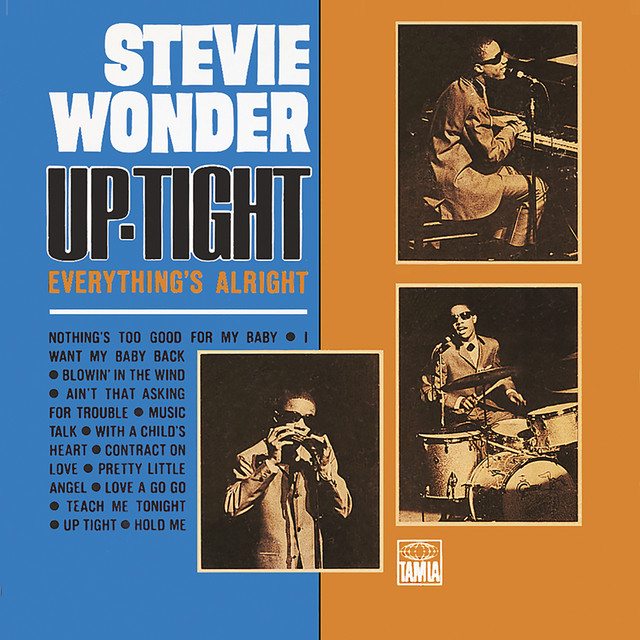 STEVIE
WONDER
UP-TIGHT
EVERYTHING'S ALRIGHT
NOTHING'S TOO GOOD FOR MY BABY ● I
WANT MY BABY BACK
● BLOWIN' IN THE WIND
● AIN'T THAT ASKING
FOR TROUBLE ● MUSIC
TALK ● WITH A CHILD'S
HEART ● CONTRACT ON
LOVE ● PRETTY LITTLE
ANGEL ● LOVE A GO GO
● TEACH ME TONIGHT
● UP TIGHT ● HOLD ME
TAMLA